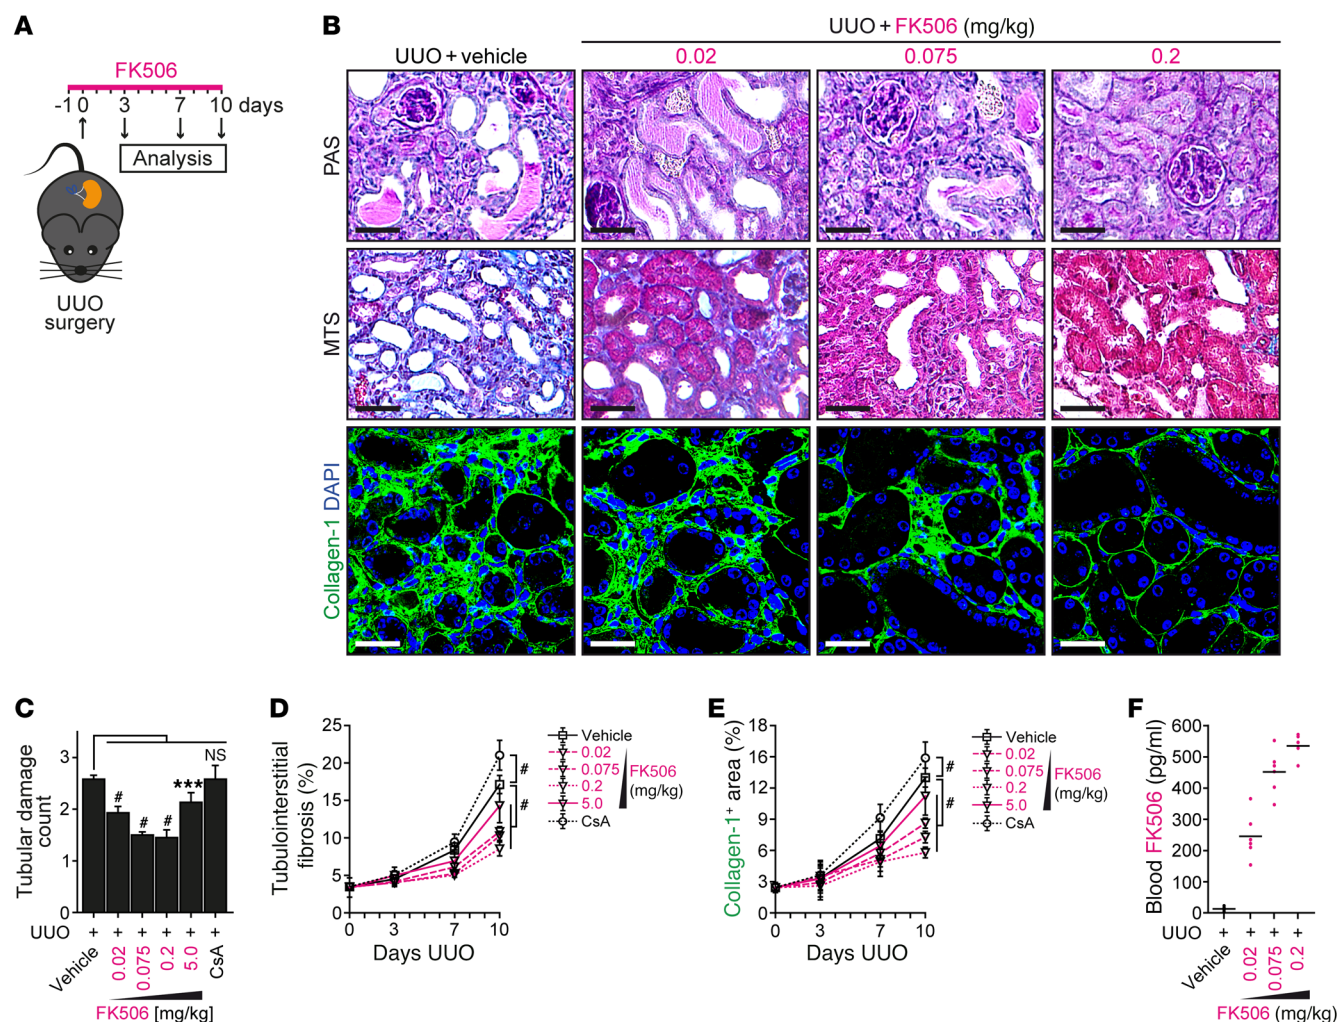 A
FK506
-1 0 3 7 10 days
Analysis
UUO
surgery
B
UUO + FK506 (mg/kg)
UUO + vehicle 0.02 0.075 0.2
PAS
MTS
Collagen-1 DAPI
C
Tubular damage
count
3
2
1
0
# # # *** NS
UUO + + + + + +
Vehicle 0.02 0.075 0.2 5.0 CsA
FK506 [mg/kg]
D
Tubulointerstitial
fibrosis (%)
25
20
15
10
5
0
0 3 7 10
Days UUO
#
#
Vehicle
0.02
0.075
0.2
5.0
CsA
FK506
(mg/kg)
E
Collagen-1+ area (%)
18
15
12
9
6
3
0
0 3 7 10
Days UUO
#
#
Vehicle
0.02
0.075
0.2
5.0
CsA
FK506
(mg/kg)
F
Blood FK506 (pg/ml)
600
500
400
300
200
100
0
UUO + + + +
Vehicle 0.02 0.075 0.2
FK506 (mg/kg)